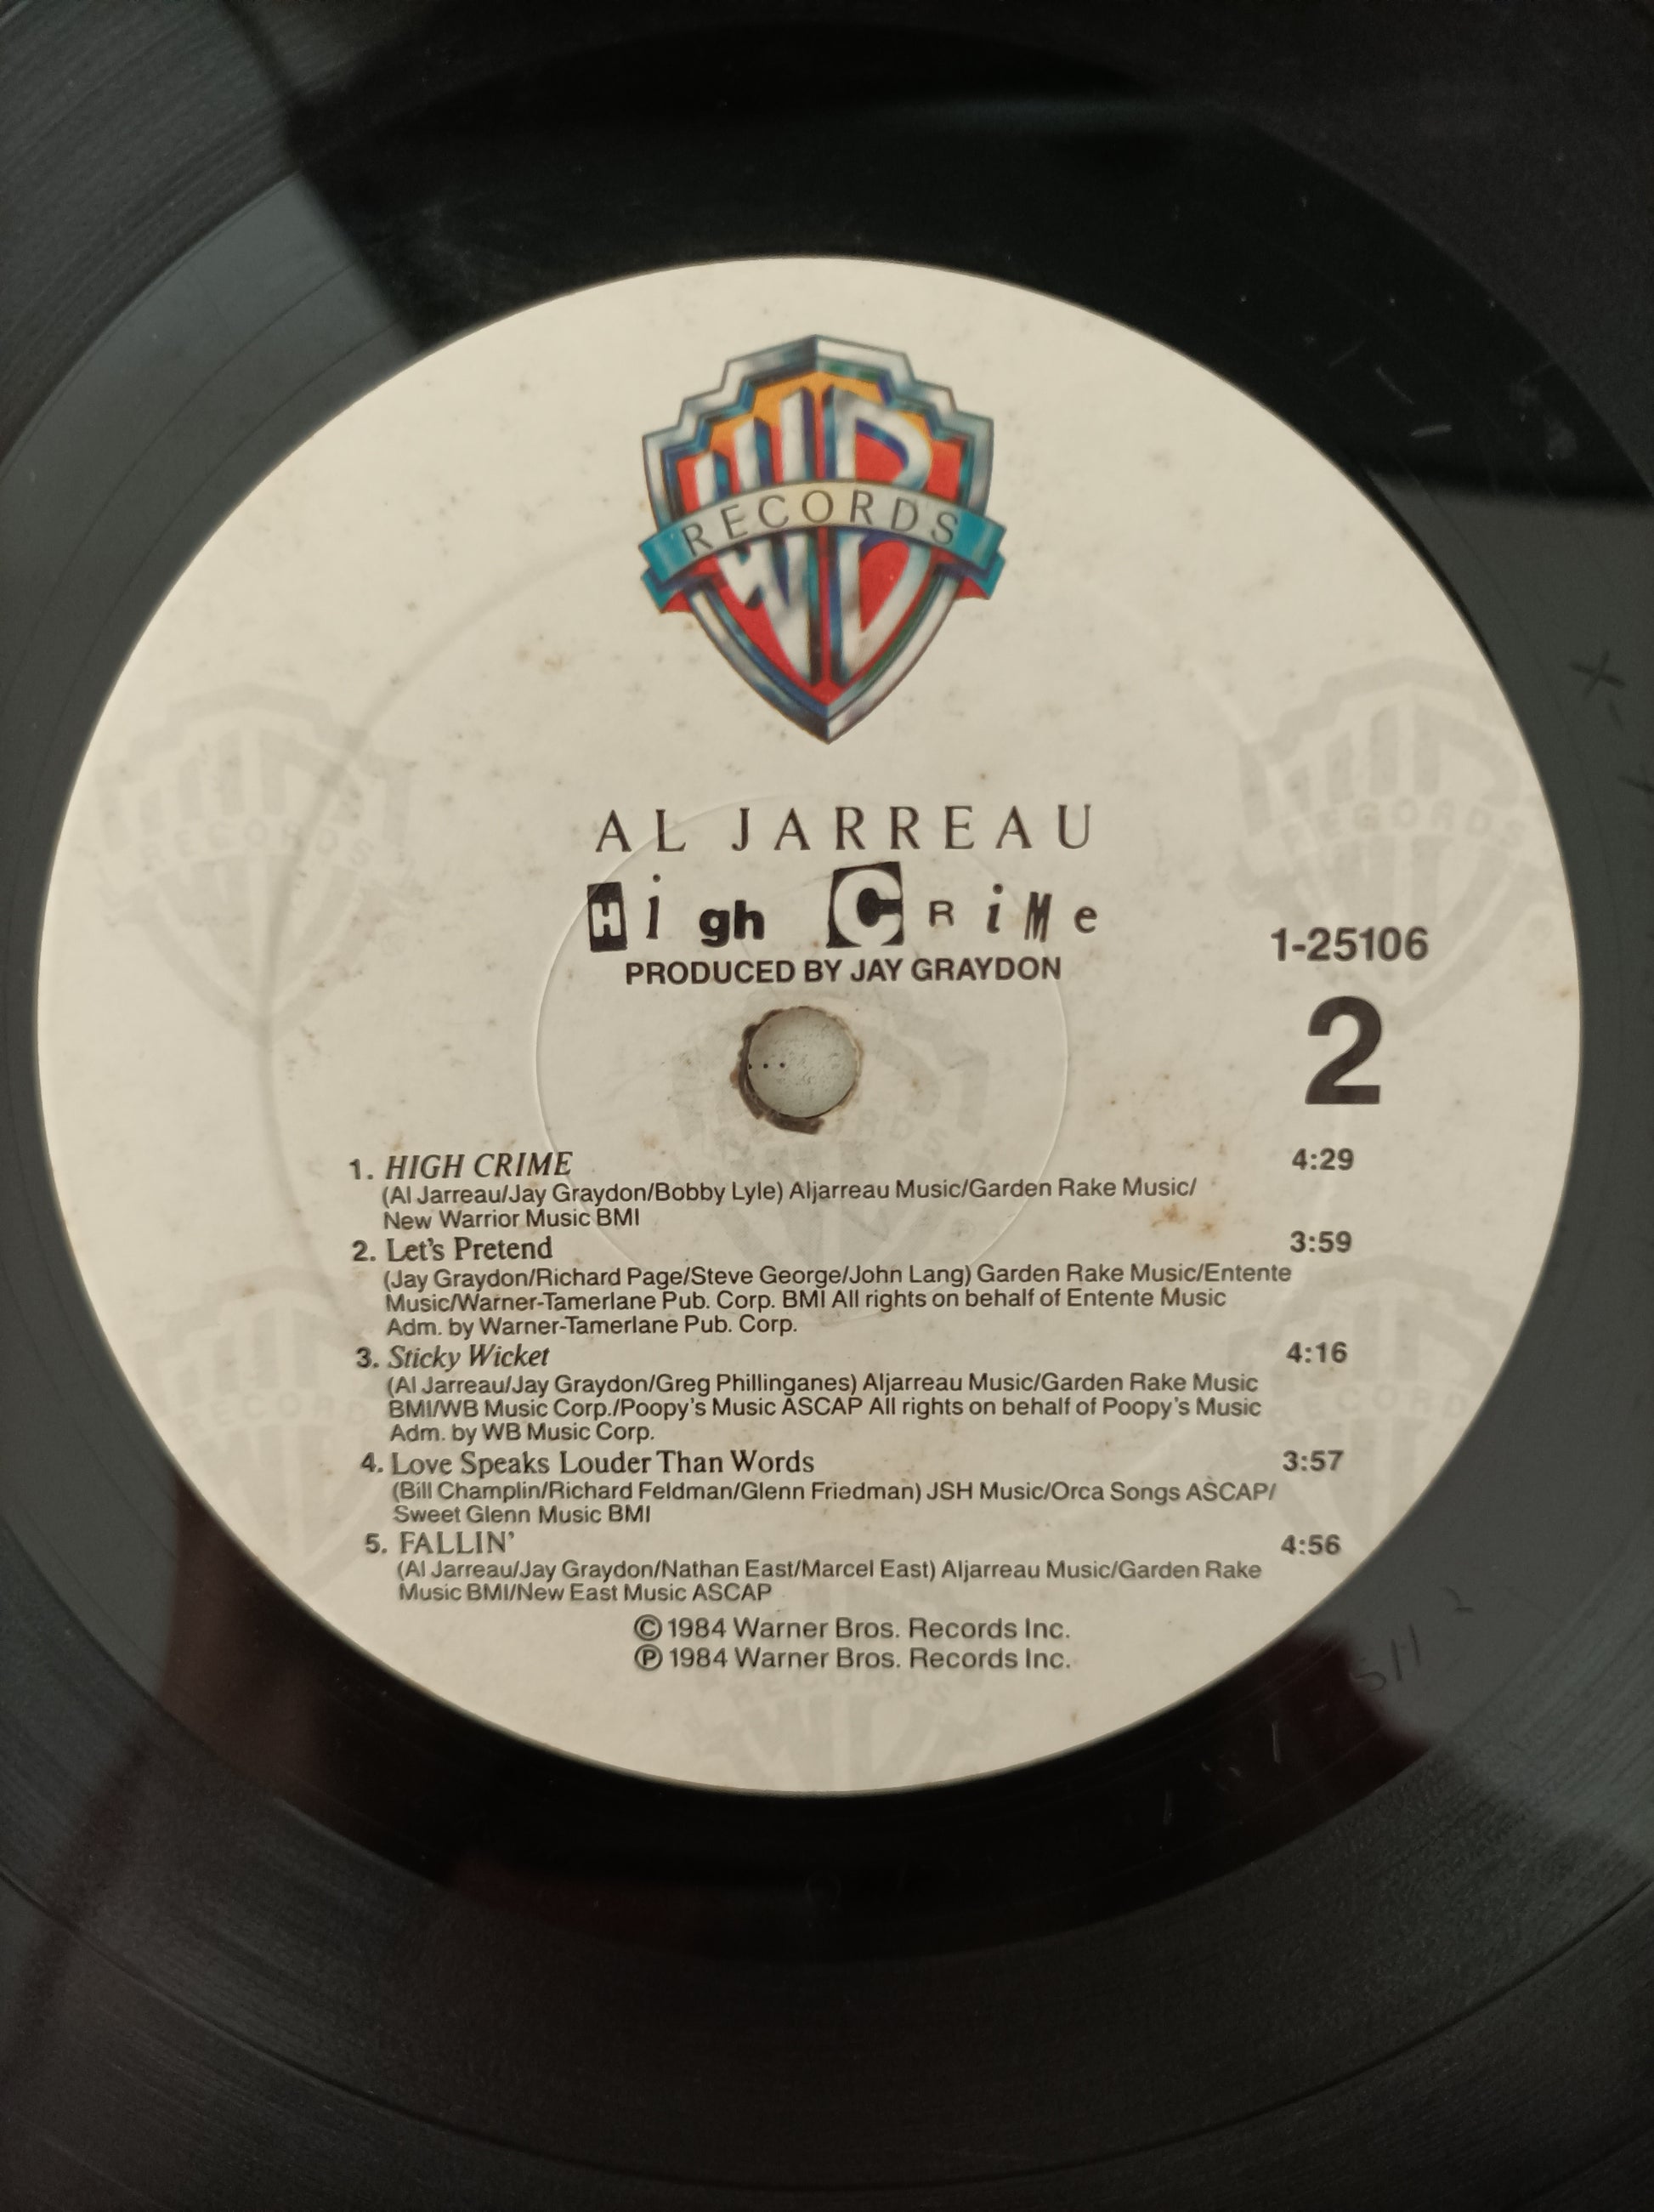 WB
RECORDS
AL JARREAU
High CRiMe
PRODUCED BY JAY GRAYDON
1-25106
2
1. HIGH CRIME 4:29
(Al Jarreau/Jay Graydon/Bobby Lyle) Aljarreau Music/Garden Rake Music/
New Warrior Music BMI
2. Let's Pretend 3:59
(Jay Graydon/Richard Page/Steve George/John Lang) Garden Rake Music/Entente
Music/Warner-Tamerlane Pub. Corp. BMI All rights on behalf of Entente Music
Adm. by Warner-Tamerlane Pub. Corp.
3. Sticky Wicket 4:16
(Al Jarreau/Jay Graydon/Greg Phillinganes) Aljarreau Music/Garden Rake Music
BMI/WB Music Corp./Poopy's Music ASCAP All rights on behalf of Poopy's Music
Adm. by WB Music Corp.
4. Love Speaks Louder Than Words 3:57
(Bill Champlin/Richard Feldman/Glenn Friedman) JSH Music/Orca Songs ASCAP/
Sweet Glenn Music BMI
5. FALLIN' 4:56
(Al Jarreau/Jay Graydon/Nathan East/Marcel East) Aljarreau Music/Garden Rake
Music BMI/New East Music ASCAP
©1984 Warner Bros. Records Inc.
℗1984 Warner Bros. Records Inc.